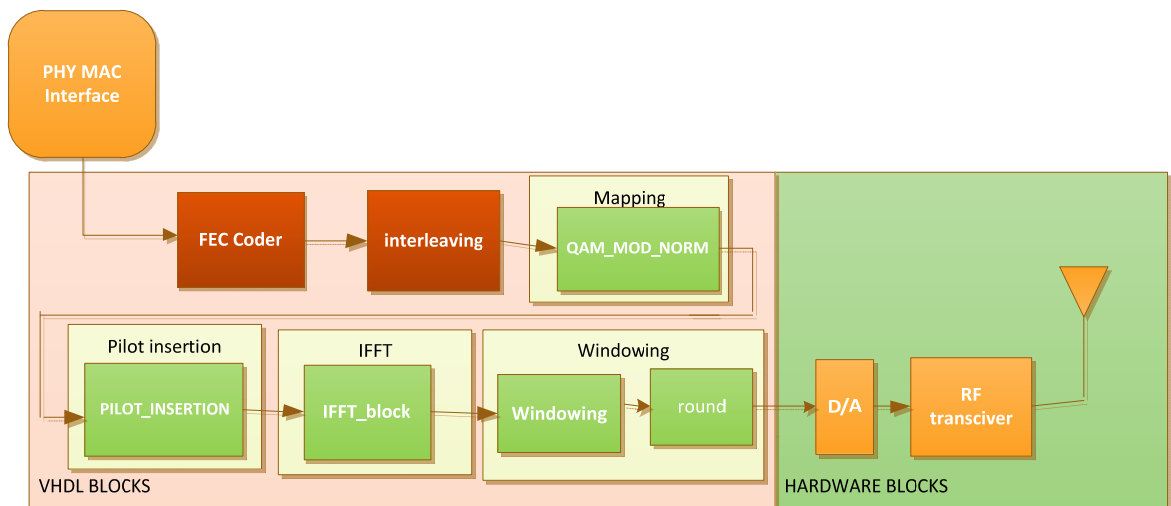 PHY MAC
Interface
Mapping
FEC Coder
interleaving
QAM_MOD_NORM
Pilot insertion
IFFT
Windowing
PILOT_INSERTION
IFFT_block
Windowing
round
D/A
RF
transciver
VHDL BLOCKS
HARDWARE BLOCKS